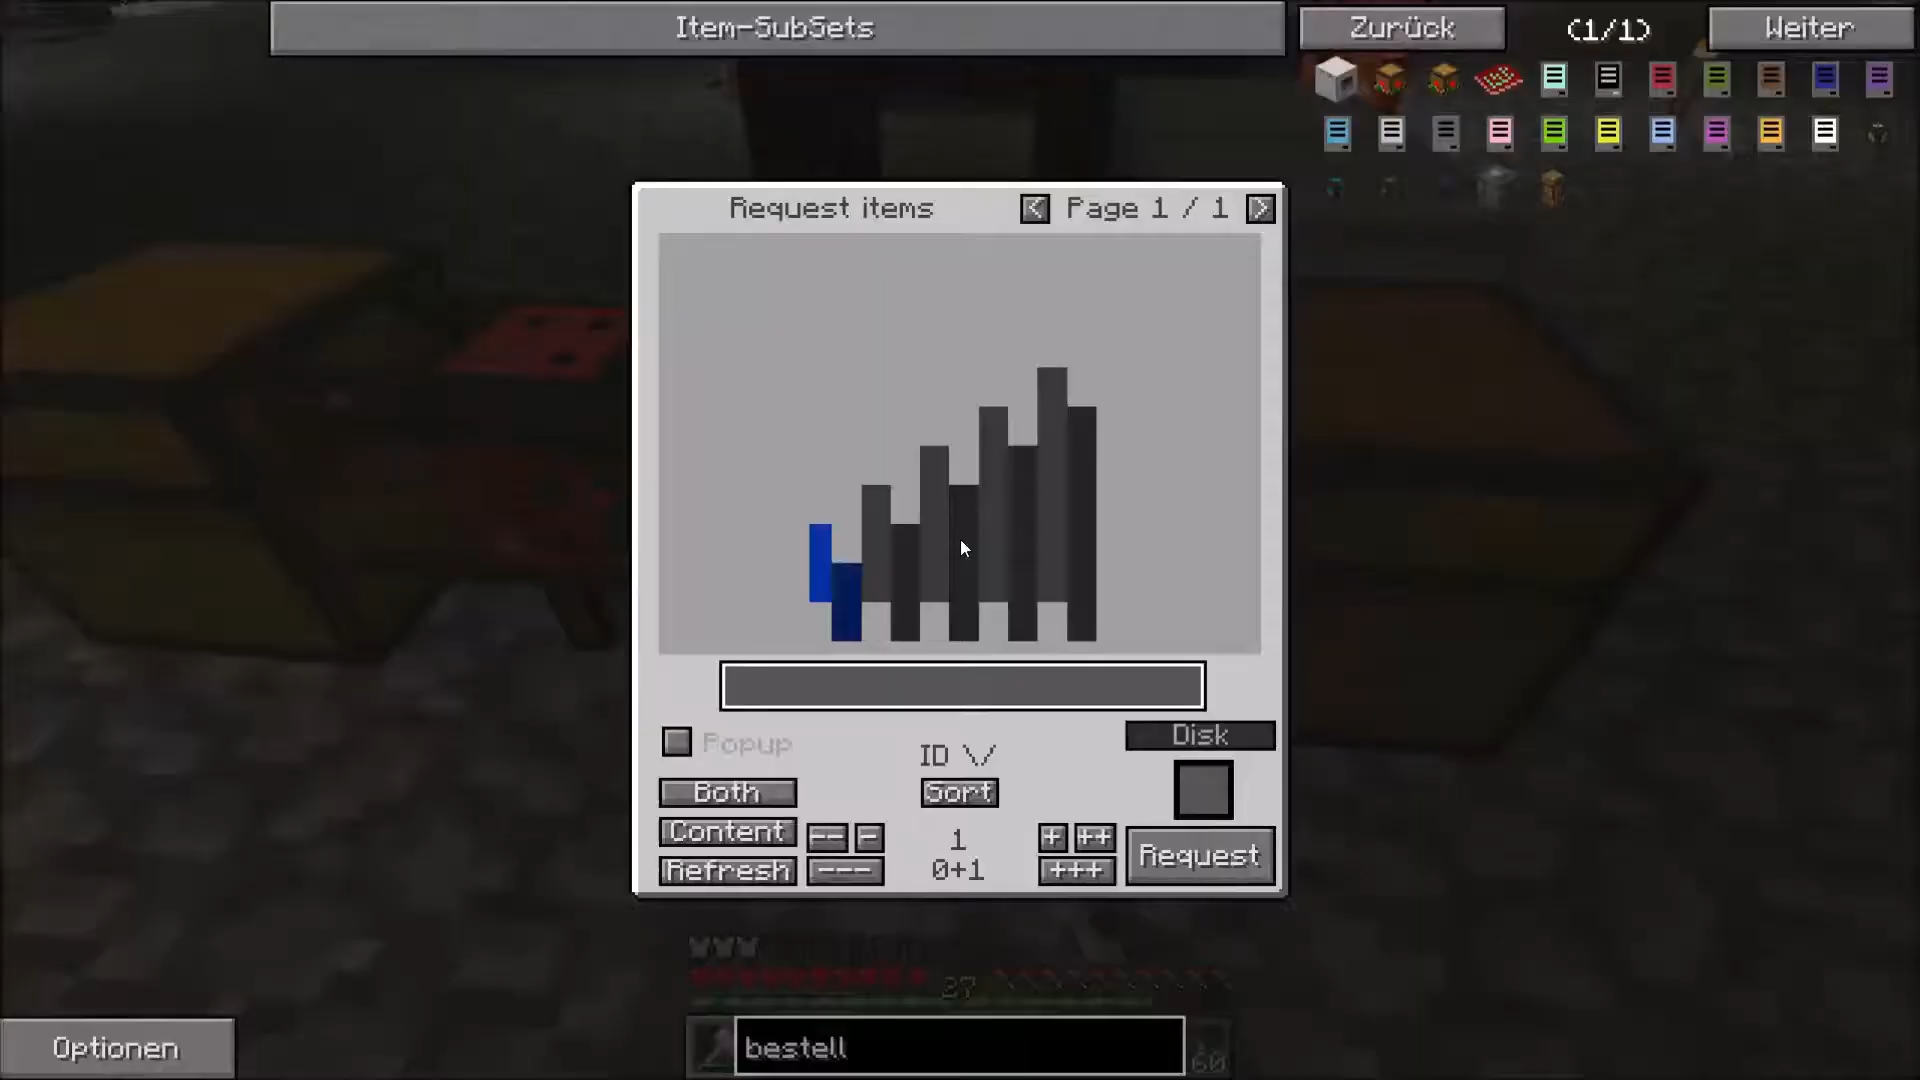 Item-SubSets
Zurück
(1/1)
Weiter
Request items
<
Page 1 / 1
>
Popup
ID \/
Disk
Both
Sort
Content
--
-
1
+
++
Request
Refresh
---
0+1
+++
27
Optionen
bestell
60